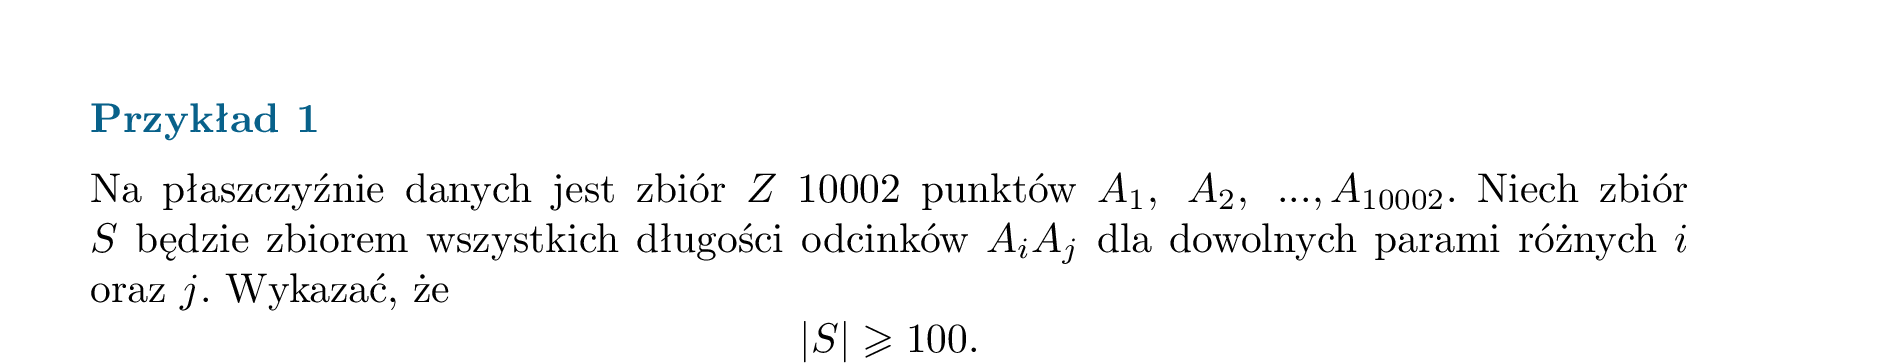 Przykład 1
Na płaszczyźnie danych jest zbiór Z 10002 punktów A₁, A₂, ..., A₁₀₀₀₂. Niech zbiór
S będzie zbiorem wszystkich długości odcinków AᵢAⱼ dla dowolnych parami różnych i
oraz j. Wykazać, że
|S| ⩾ 100.